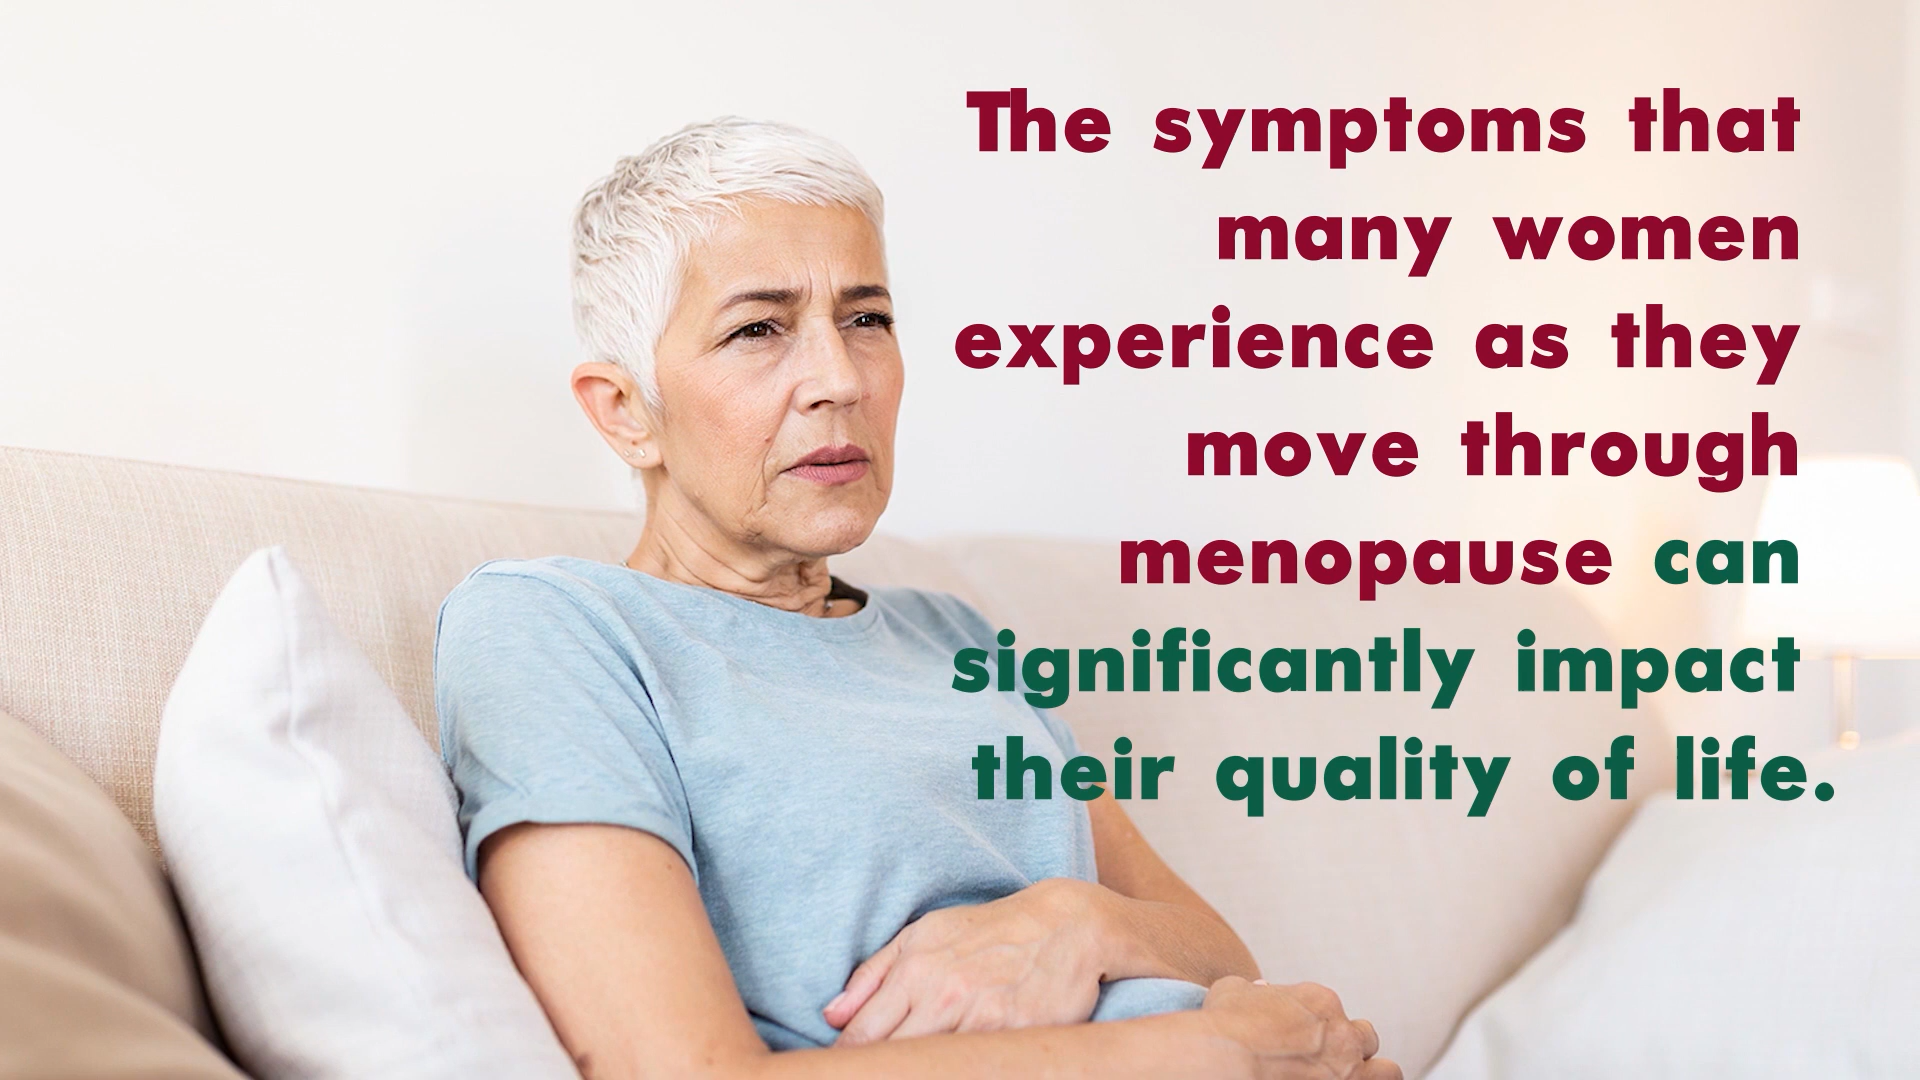 The symptoms that
many women
experience as they
move through
menopause can
significantly impact
their quality of life.